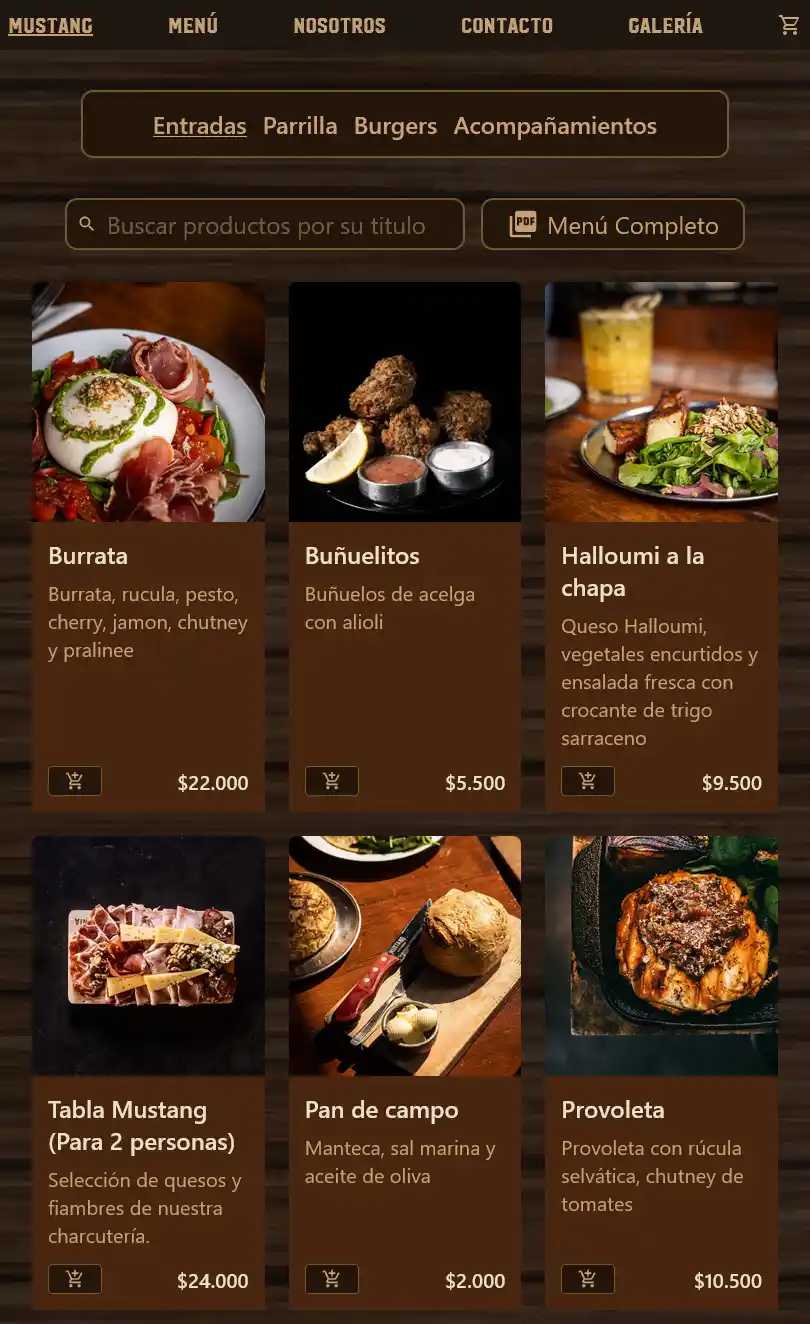 MUSTANG MENÚ NOSOTROS CONTACTO GALERÍA
Entradas Parrilla Burgers Acompañamientos
Buscar productos por su titulo
PDF Menú Completo
Burrata
Burrata, rucula, pesto,
cherry, jamon, chutney
y pralinee
$22.000
Buñuelitos
Buñuelos de acelga
con alioli
$5.500
Halloumi a la
chapa
Queso Halloumi,
vegetales encurtidos y
ensalada fresca con
crocante de trigo
sarraceno
$9.500
Tabla Mustang
(Para 2 personas)
Selección de quesos y
fiambres de nuestra
charcutería.
$24.000
Pan de campo
Manteca, sal marina y
aceite de oliva
$2.000
Provoleta
Provoleta con rúcula
selvática, chutney de
tomates
$10.500